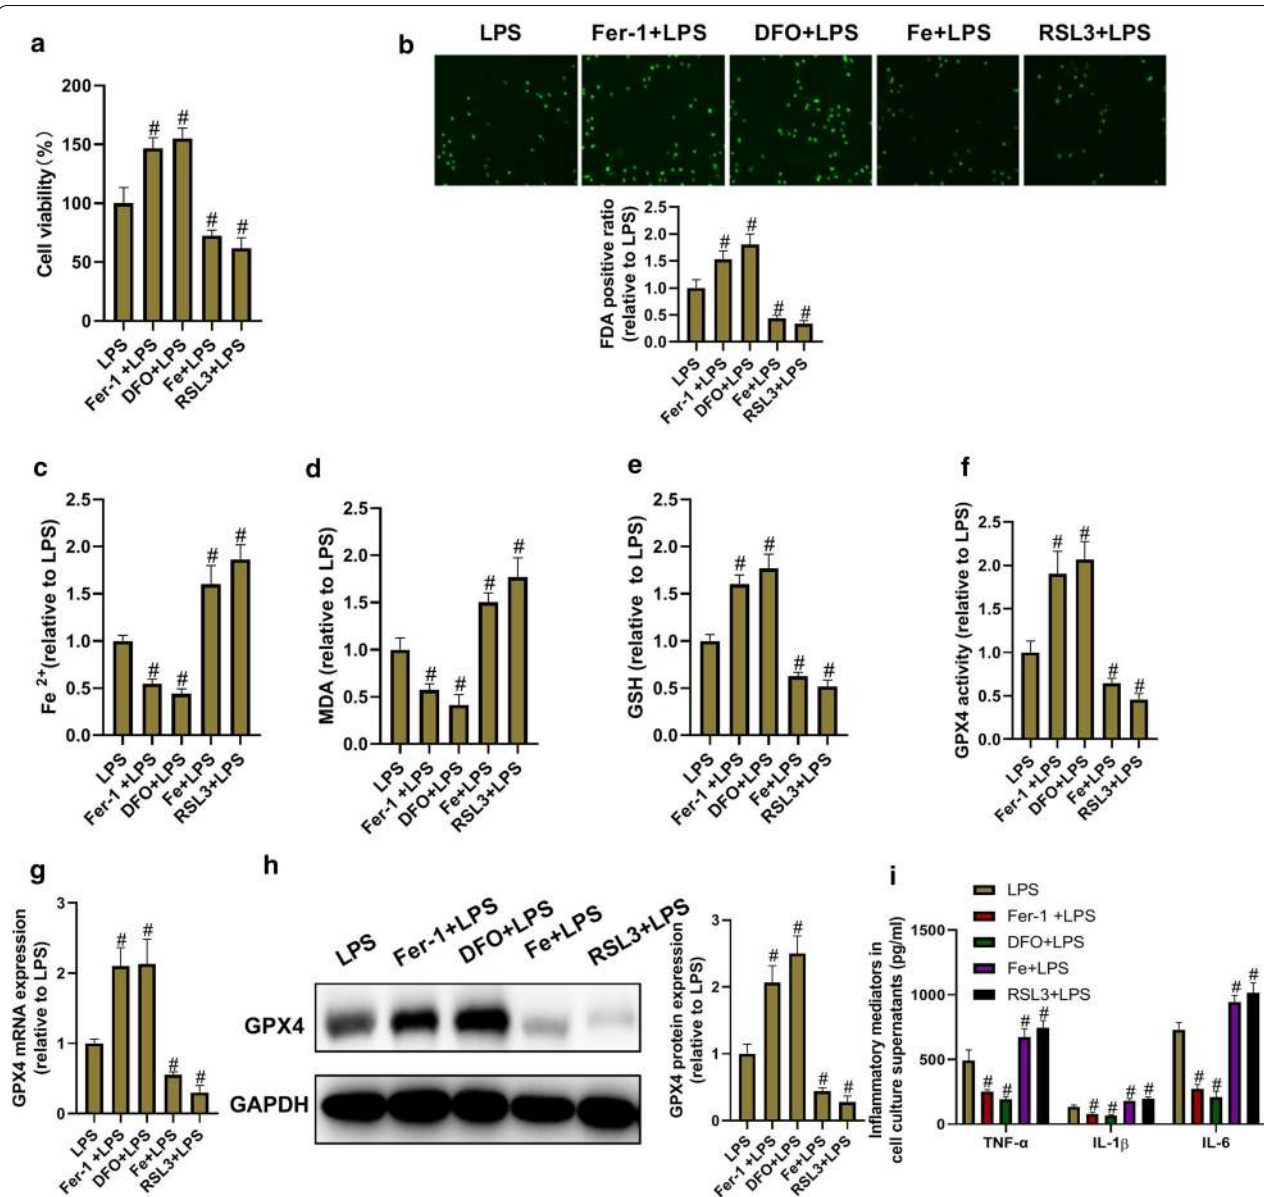 a
Cell viability(%)
200
150
100
50
0
#
#
#
#
LPS
Fer-1 +LPS
DFO+LPS
Fe+LPS
RSL3+LPS
b
LPS Fer-1+LPS DFO+LPS Fe+LPS RSL3+LPS
FDA positive ratio
(relative to LPS)
2.5
2.0
1.5
1.0
0.5
0.0
#
#
#
#
LPS
Fer-1 +LPS
DFO+LPS
Fe+LPS
RSL3+LPS
c
Fe 2+(relative to LPS)
2.5
2.0
1.5
1.0
0.5
0.0
#
#
#
#
LPS
Fer-1 +LPS
DFO+LPS
Fe+LPS
RSL3+LPS
d
MDA (relative to LPS)
2.5
2.0
1.5
1.0
0.5
0.0
#
#
#
#
LPS
Fer-1 +LPS
DFO+LPS
Fe+LPS
RSL3+LPS
e
GSH (relative to LPS)
2.5
2.0
1.5
1.0
0.5
0.0
#
#
#
#
LPS
Fer-1 +LPS
DFO+LPS
Fe+LPS
RSL3+LPS
f
GPX4 activity (relative to LPS)
2.5
2.0
1.5
1.0
0.5
0.0
#
#
#
#
LPS
Fer-1 +LPS
DFO+LPS
Fe+LPS
RSL3+LPS
g
GPX4 mRNA expression
(relative to LPS)
3
2
1
0
#
#
#
#
LPS
Fer-1 +LPS
DFO+LPS
Fe+LPS
RSL3+LPS
h
LPS
Fer-1+LPS
DFO+LPS
Fe+LPS
RSL3+LPS
GPX4
GAPDH
GPX4 protein expression
(relative to LPS)
3
2
1
0
#
#
#
#
LPS
Fer-1 +LPS
DFO+LPS
Fe+LPS
RSL3+LPS
i
LPS
Fer-1 +LPS
DFO+LPS
Fe+LPS
RSL3+LPS
Inflammatory mediators in
cell culture supernatants (pg/ml)
1500
1000
500
0
# # # #
# # # #
# # # #
TNF-α IL-1β IL-6